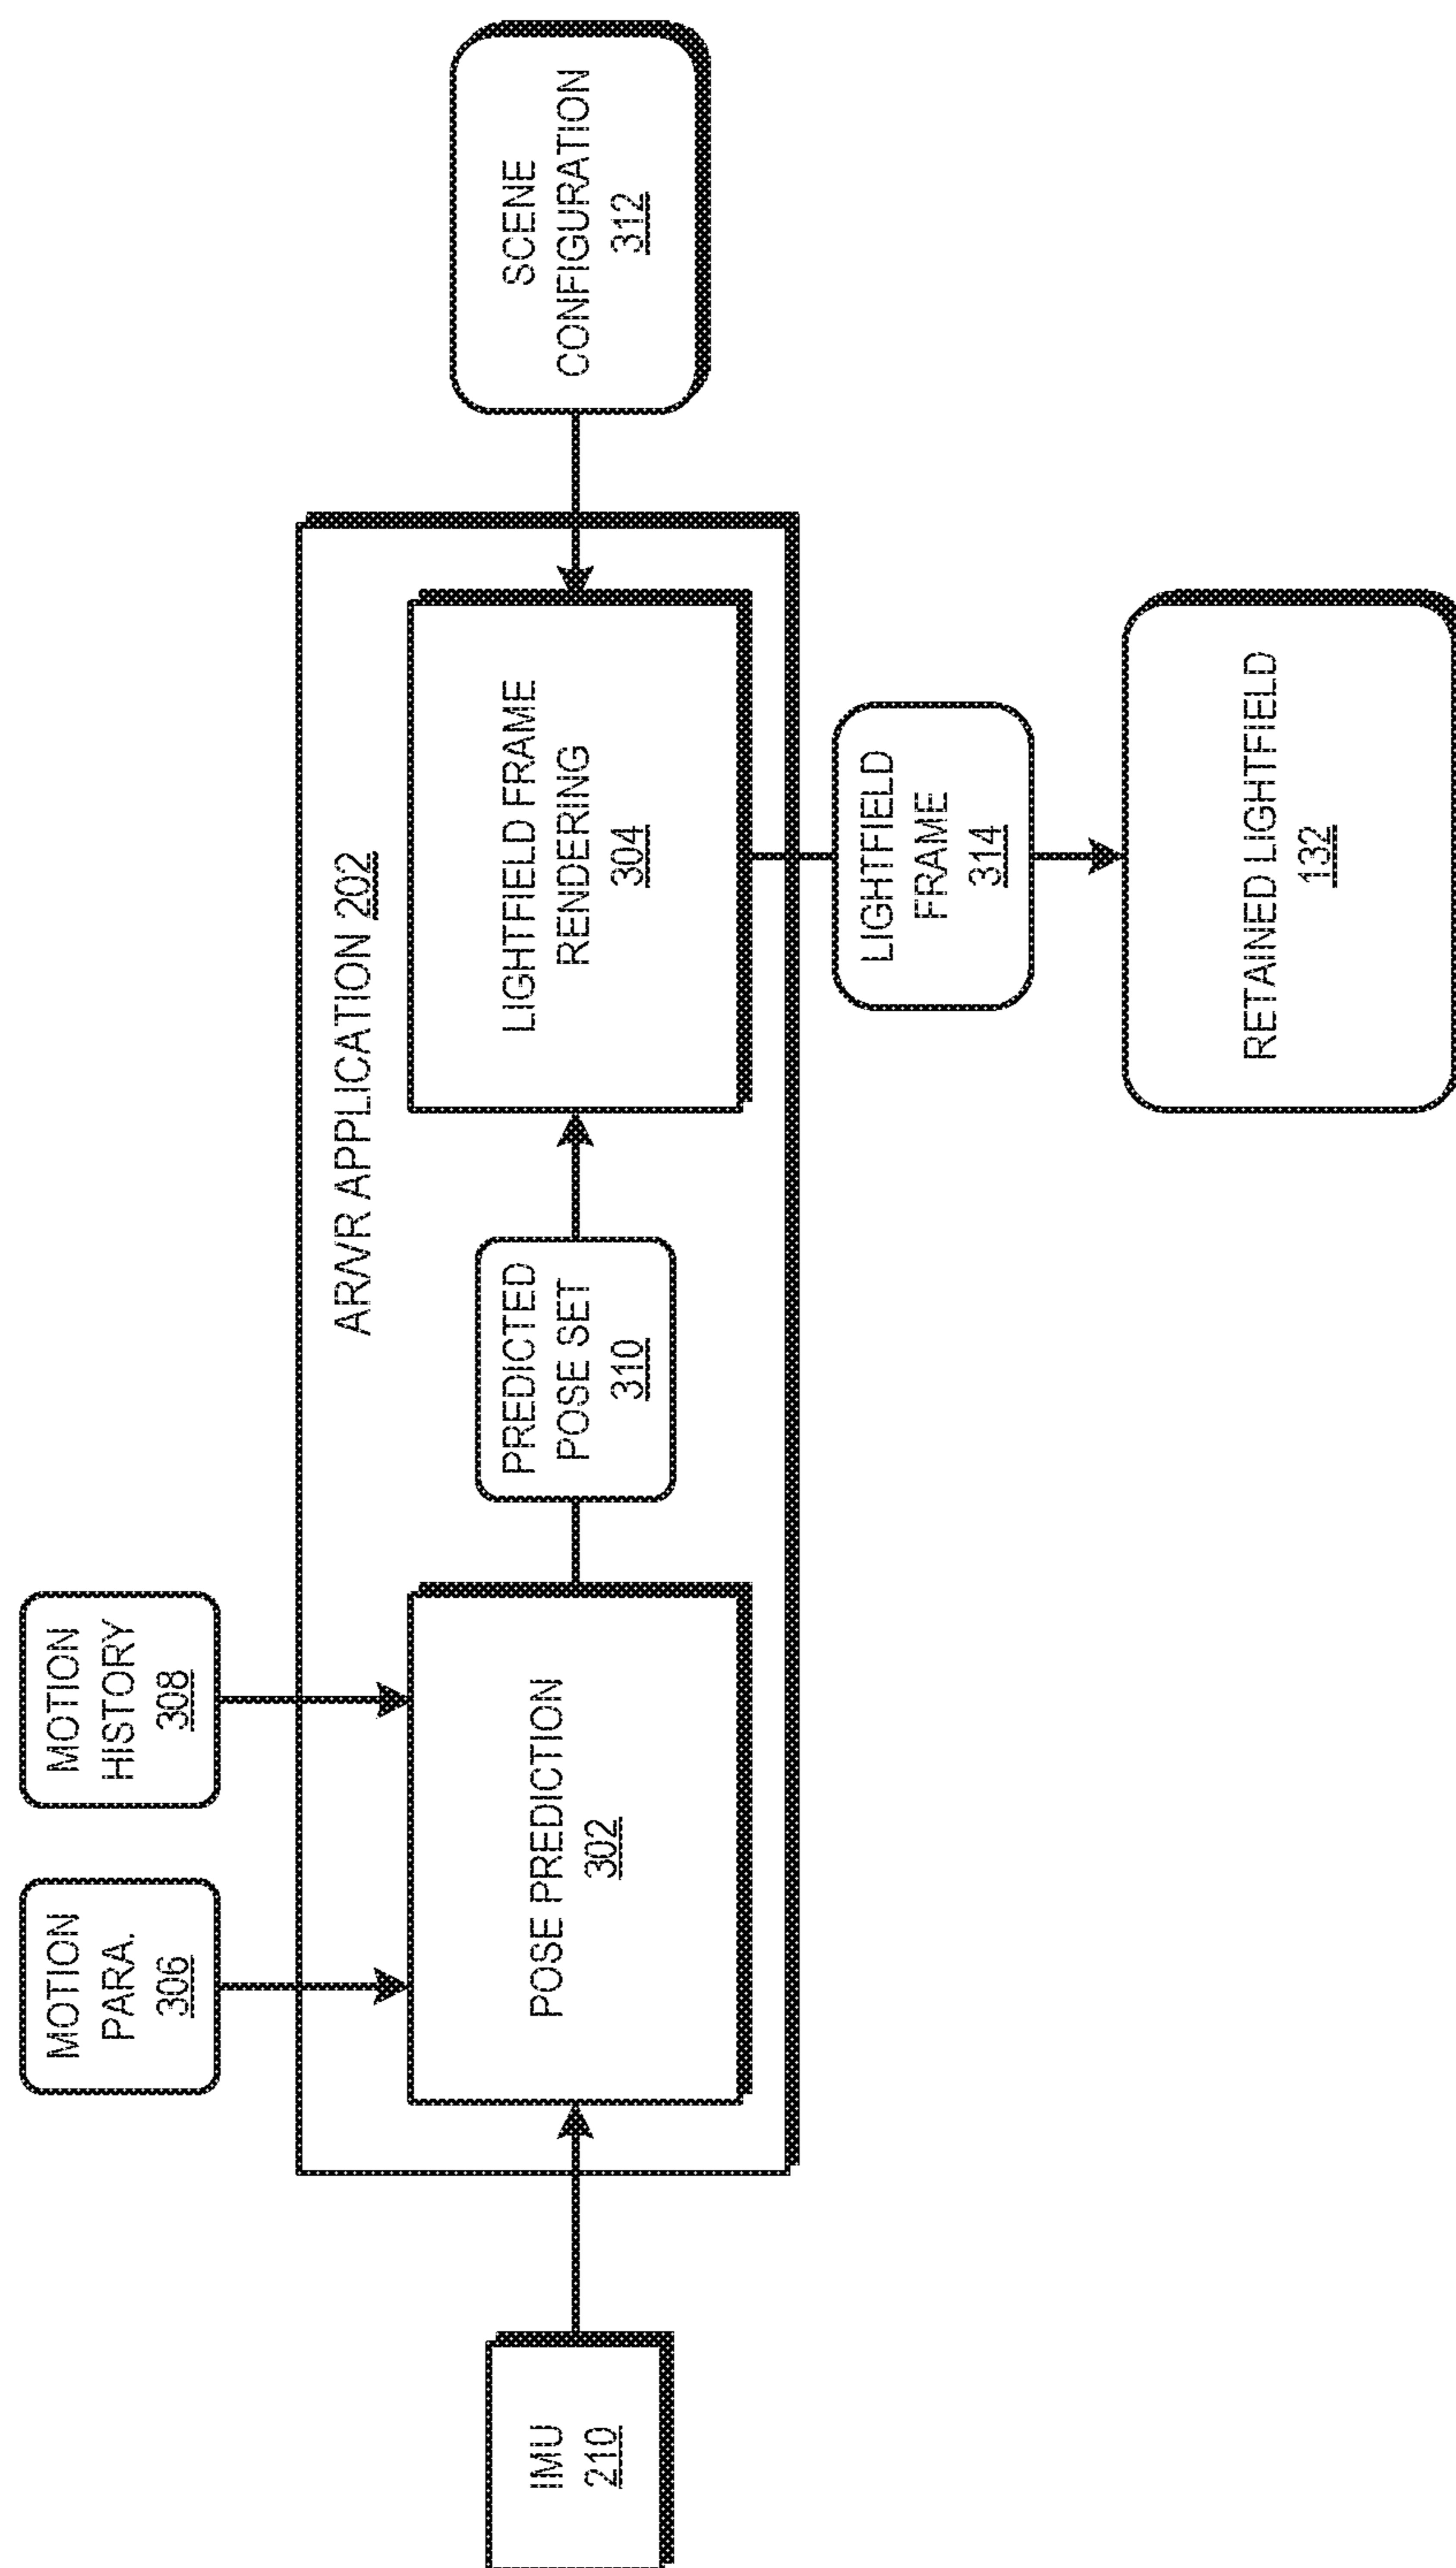 MOTION
PARA.
306
MOTION
HISTORY
308
AR/VR APPLICATION 202
IMU
210
POSE PREDICTION
302
PREDICTED
POSE SET
310
LIGHTFIELD FRAME
RENDERING
304
SCENE
CONFIGURATION
312
LIGHTFIELD
FRAME
314
RETAINED LIGHTFIELD
132